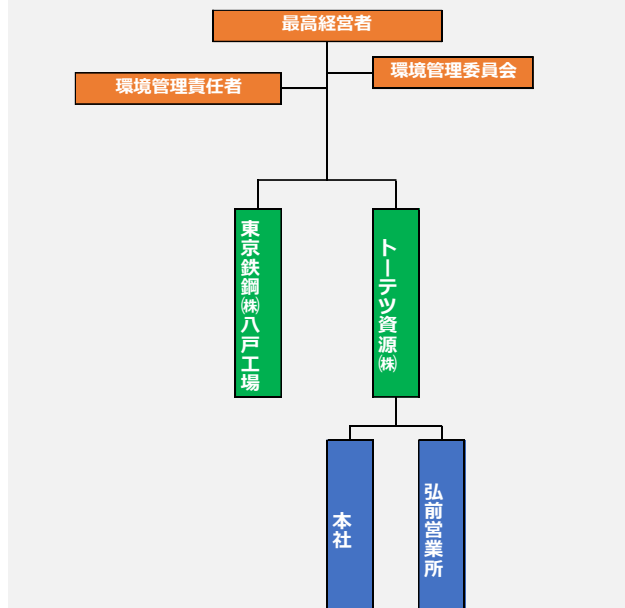 最高経営者
環境管理委員会
環境管理責任者
東京鉄鋼㈱八戸工場
トーテツ資源㈱
本社
弘前営業所